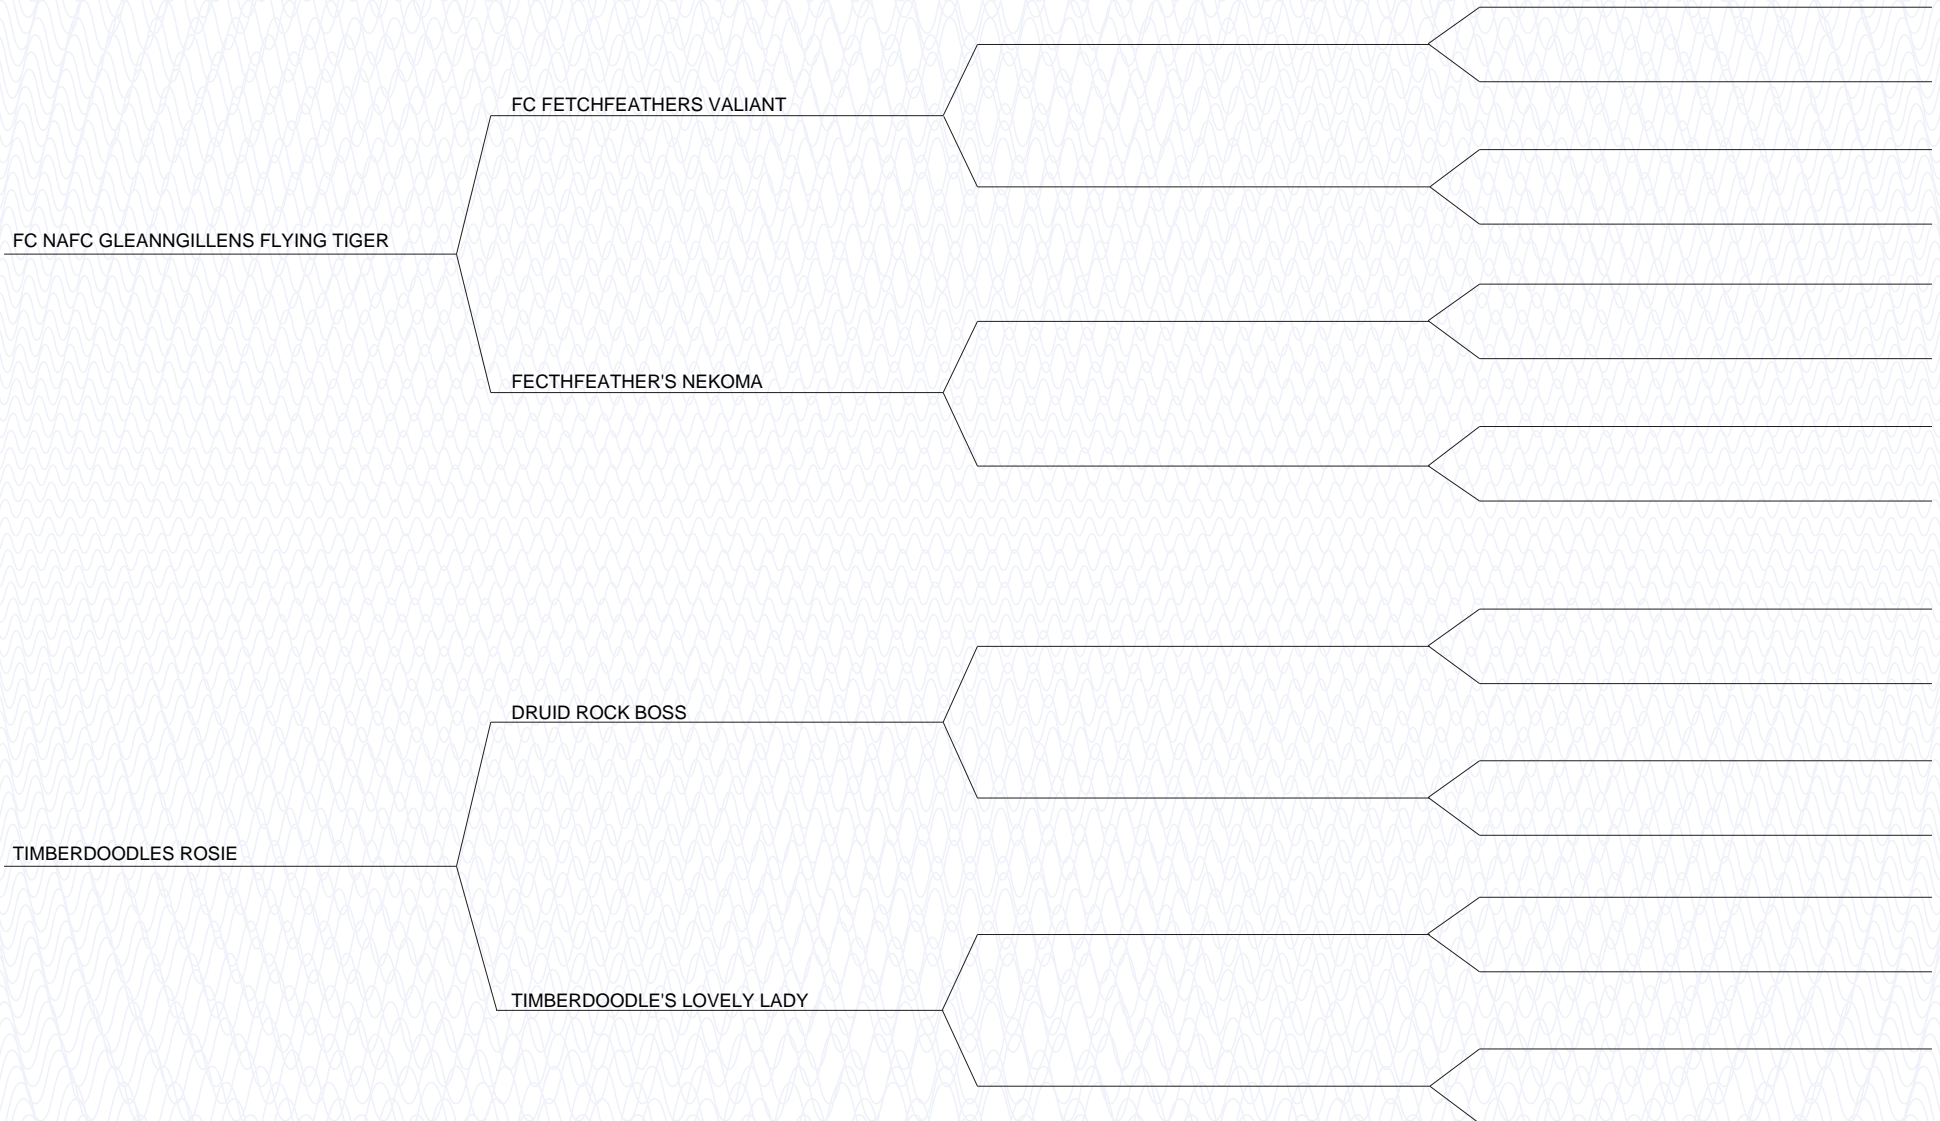 FC FETCHFEATHERS VALIANT
FC NAFC GLEANNGILLENS FLYING TIGER
FECTHFEATHER'S NEKOMA
DRUID ROCK BOSS
TIMBERDOODLES ROSIE
TIMBERDOODLE'S LOVELY LADY